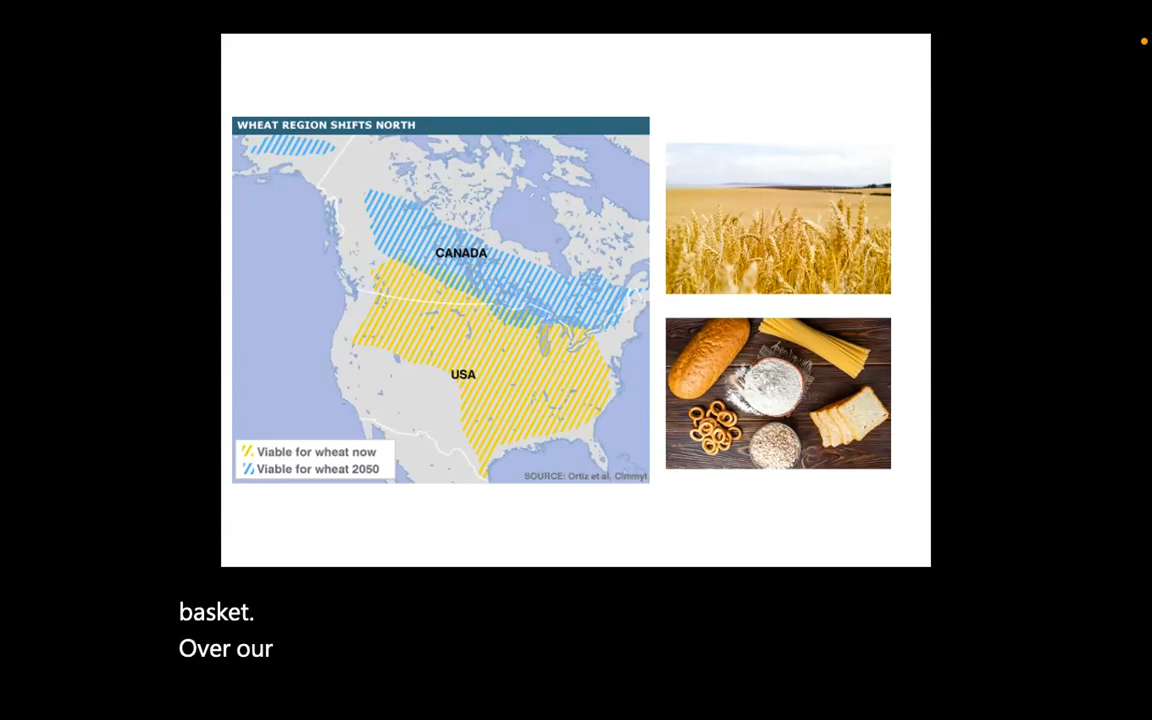 WHEAT REGION SHIFTS NORTH
CANADA
USA
Viable for wheat now
Viable for wheat 2050
SOURCE: Ortiz et al, Cimmyt
basket.
Over our